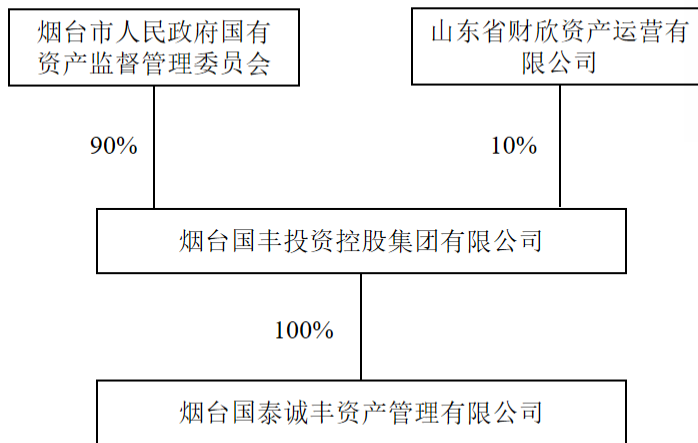 烟台市人民政府国有
资产监督管理委员会
山东省财欣资产运营有
限公司
90%
10%
烟台国丰投资控股集团有限公司
100%
烟台国泰诚丰资产管理有限公司